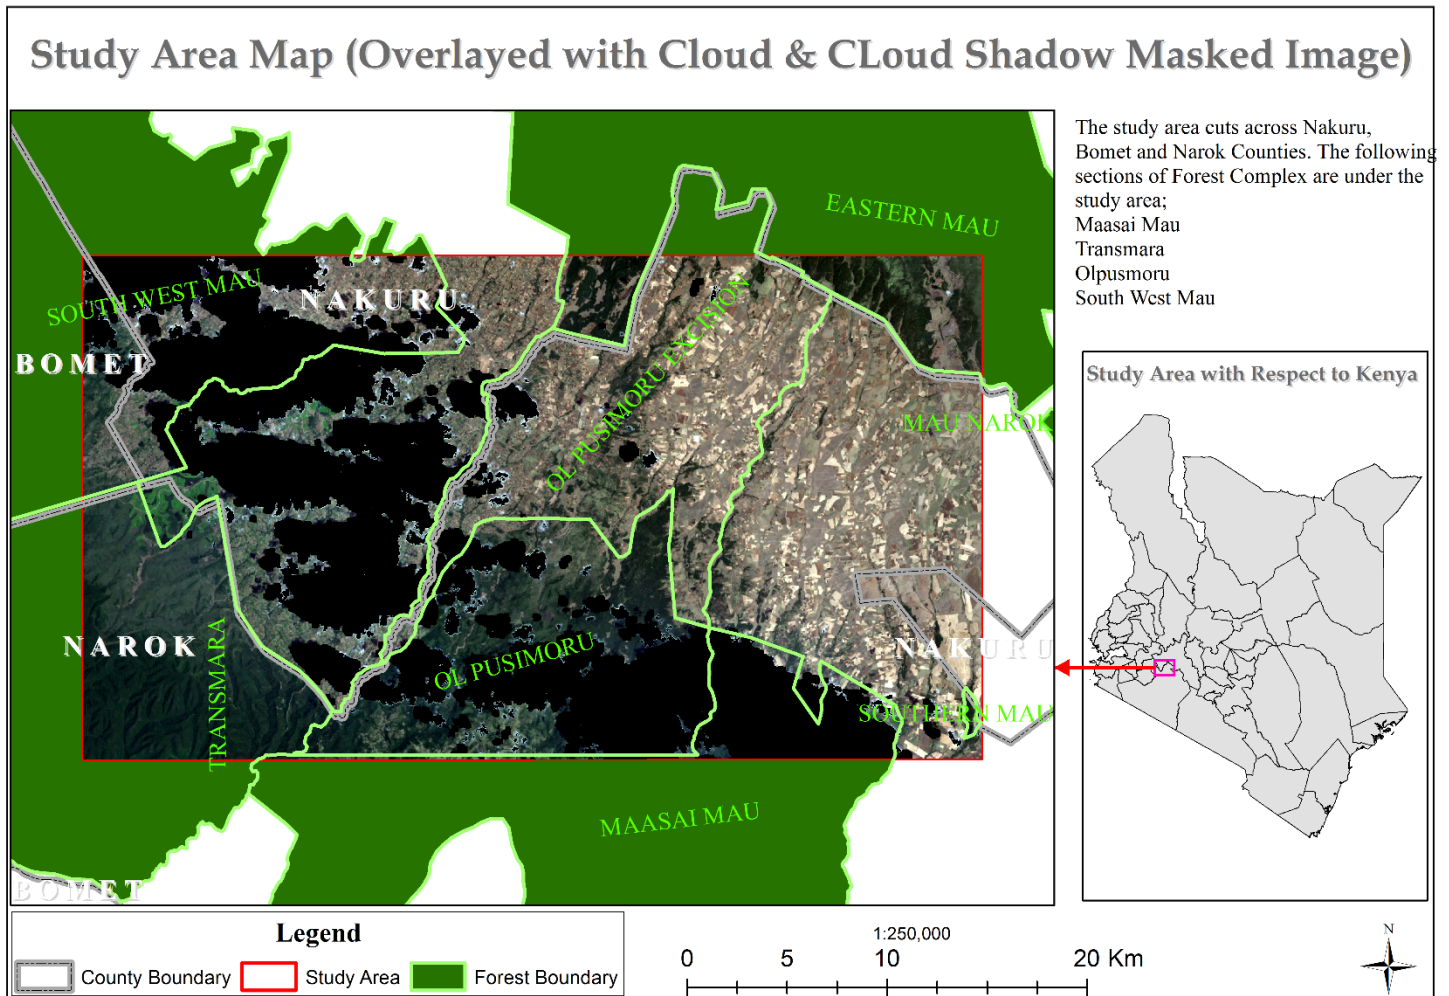 Study Area Map (Overlayed with Cloud & CLoud Shadow Masked Image)
The study area cuts across Nakuru,
Bomet and Narok Counties. The following
sections of Forest Complex are under the
study area;
Maasai Mau
Transmara
Olpusmoru
South West Mau
EASTERN MAU
SOUTH WEST MAU
NAKURU
BOMET
OL PUSIMORU EXCISION
MAU NAROK
NAROK
TRANSMARA
OL PUSIMORU
NAKURU
SOUTHERN MAU
MAASAI MAU
BOMET
Study Area with Respect to Kenya
Legend
County Boundary
Study Area
Forest Boundary
1:250,000
0 5 10 20 Km
N